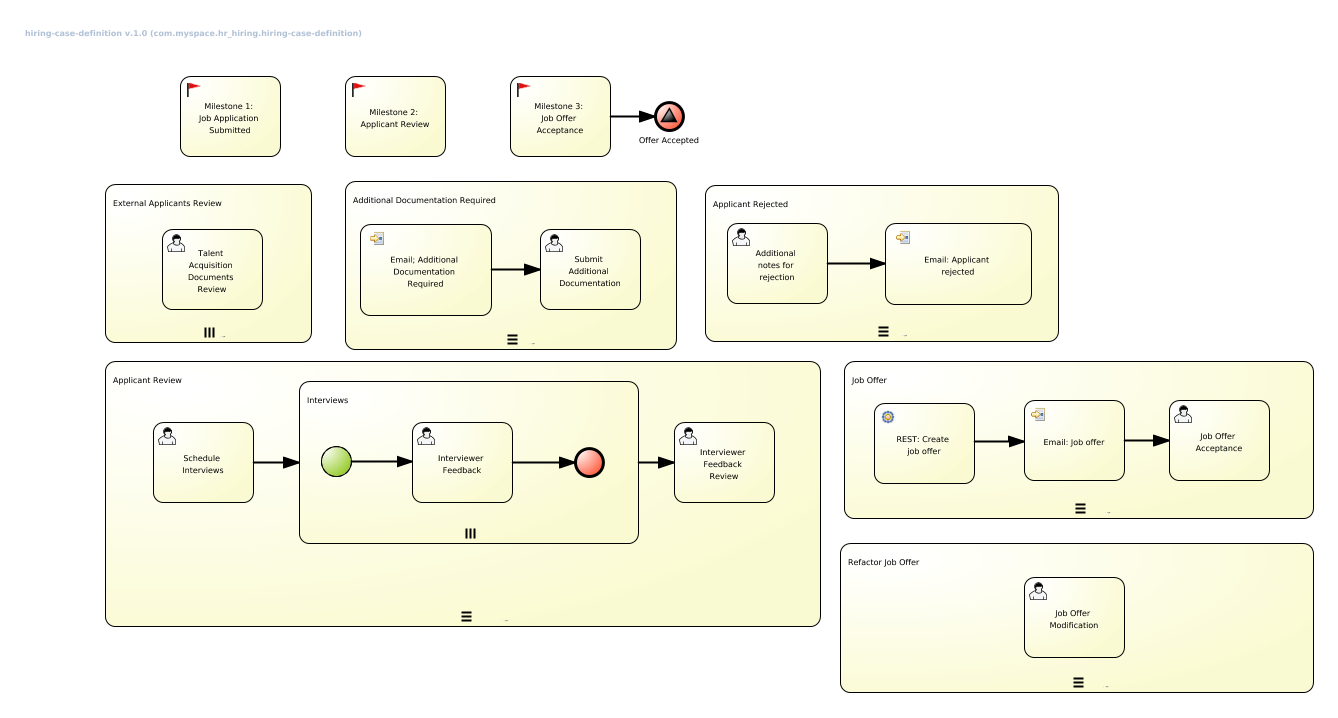 hiring-case-definition v.1.0 (com.myspace.hr_hiring.hiring-case-definition)
Milestone 1:
Job Application
Submitted
Milestone 2:
Applicant Review
Milestone 3:
Job Offer
Acceptance
Offer Accepted
External Applicants Review
Talent
Acquisition
Documents
Review
Additional Documentation Required
Email; Additional
Documentation
Required
Submit
Additional
Documentation
Applicant Rejected
Additional
notes for
rejection
Email: Applicant
rejected
Applicant Review
Schedule
Interviews
Interviews
Interviewer
Feedback
Interviewer
Feedback
Review
Job Offer
REST: Create
job offer
Email: Job offer
Job Offer
Acceptance
Refactor Job Offer
Job Offer
Modification